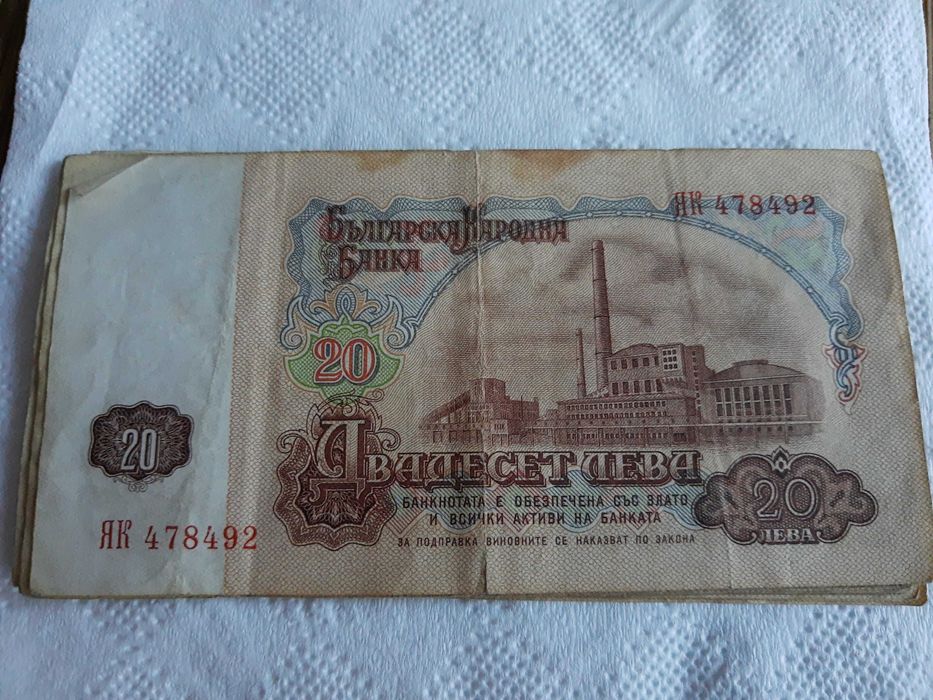 ЯК 478492
Българска Народна
Банка
20
20
Двадесет лева
БАНКНОТАТА Е ОБЕЗПЕЧЕНА СЪС ЗЛАТО
И ВСИЧКИ АКТИВИ НА БАНКАТА
ЗА ПОДПРАВКА ВИНОВНИТЕ СЕ НАКАЗВАТ ПО ЗАКОНА
20
ЛЕВА
ЯК 478492